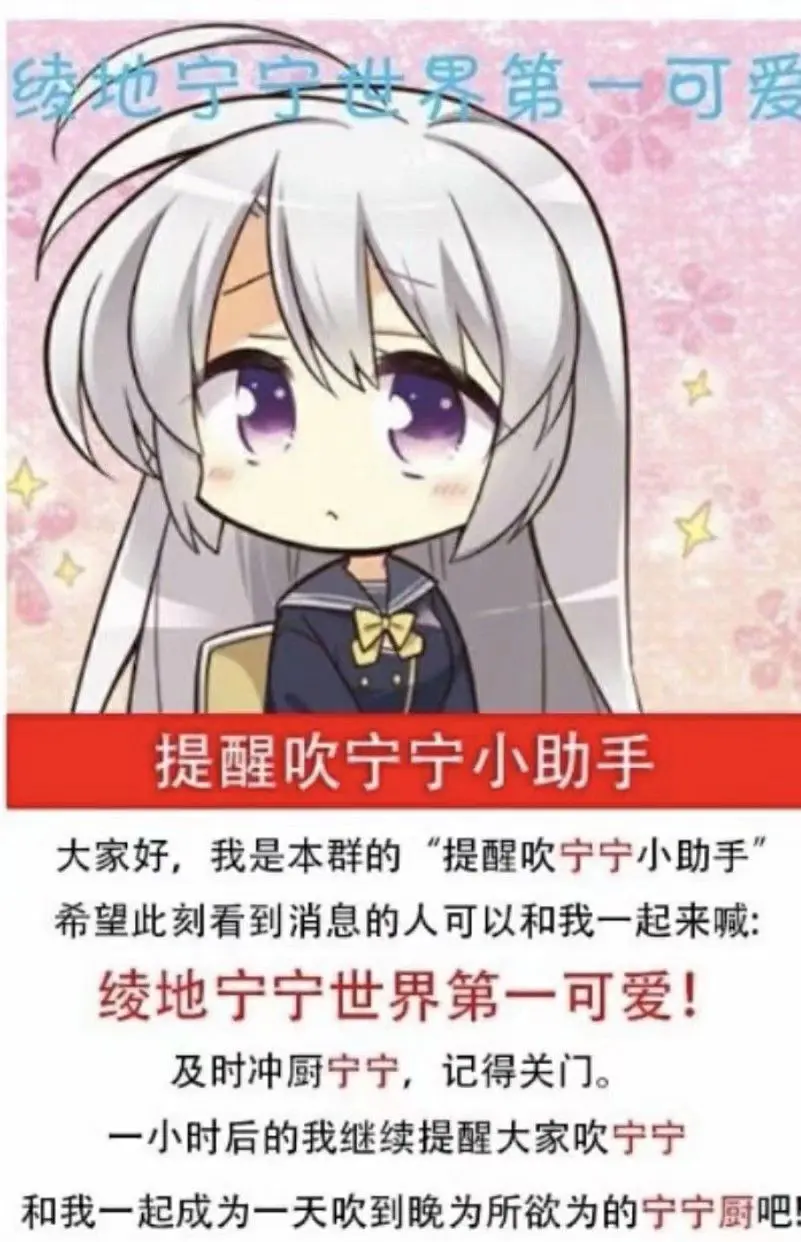 绫地宁宁世界第一可爱
提醒吹宁宁小助手
大家好，我是本群的“提醒吹宁宁小助手”
希望此刻看到消息的人可以和我一起来喊:
绫地宁宁世界第一可爱!
及时冲厨宁宁，记得关门。
一小时后的我继续提醒大家吹宁宁
和我一起成为一天吹到晚为所欲为的宁宁厨吧!